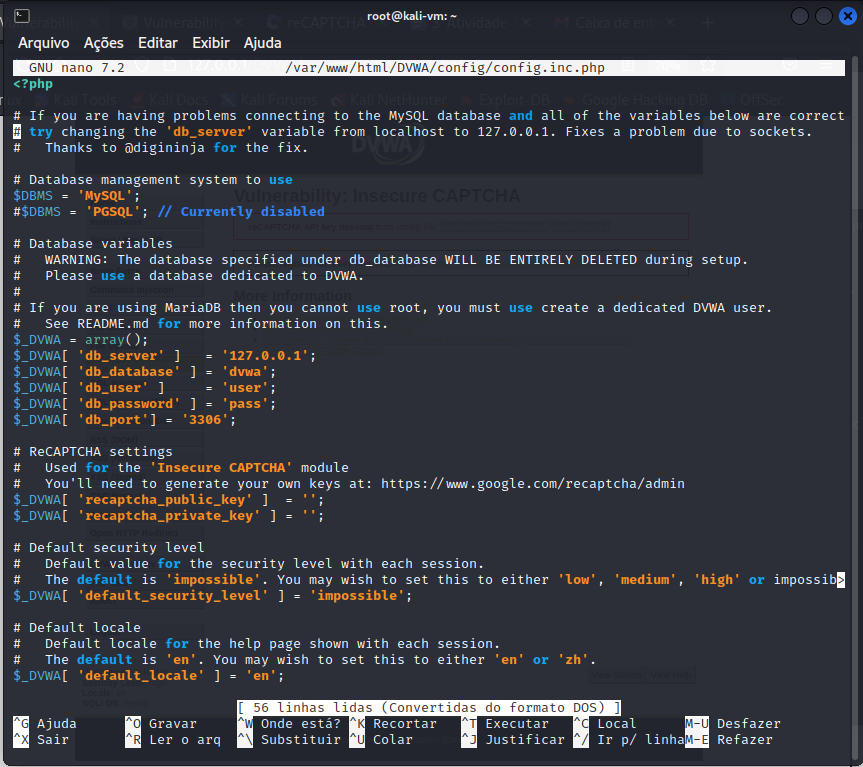 root@kali-vm: ~
Arquivo Ações Editar Exibir Ajuda
GNU nano 7.2 /var/www/html/DVWA/config/config.inc.php
<?php
# If you are having problems connecting to the MySQL database and all of the variables below are correct
# try changing the 'db_server' variable from localhost to 127.0.0.1. Fixes a problem due to sockets.
#   Thanks to @digininja for the fix.
# Database management system to use
$DBMS = 'MySQL';
#$DBMS = 'PGSQL'; // Currently disabled
# Database variables
#   WARNING: The database specified under db_database WILL BE ENTIRELY DELETED during setup.
#   Please use a database dedicated to DVWA.
#
# If you are using MariaDB then you cannot use root, you must use create a dedicated DVWA user.
#   See README.md for more information on this.
$_DVWA = array();
$_DVWA[ 'db_server' ]   = '127.0.0.1';
$_DVWA[ 'db_database' ] = 'dvwa';
$_DVWA[ 'db_user' ]     = 'user';
$_DVWA[ 'db_password' ] = 'pass';
$_DVWA[ 'db_port'] = '3306';
# ReCAPTCHA settings
#   Used for the 'Insecure CAPTCHA' module
#   You'll need to generate your own keys at: https://www.google.com/recaptcha/admin
$_DVWA[ 'recaptcha_public_key' ]  = '';
$_DVWA[ 'recaptcha_private_key' ] = '';
# Default security level
#   Default value for the security level with each session.
#   The default is 'impossible'. You may wish to set this to either 'low', 'medium', 'high' or impossib>
$_DVWA[ 'default_security_level' ] = 'impossible';
# Default locale
#   Default locale for the help page shown with each session.
#   The default is 'en'. You may wish to set this to either 'en' or 'zh'.
$_DVWA[ 'default_locale' ] = 'en';
[ 56 linhas lidas (Convertidas do formato DOS) ]
^G Ajuda ^O Gravar ^W Onde está? ^K Recortar ^T Executar ^C Local M-U Desfazer
^X Sair ^R Ler o arq ^\ Substituir ^U Colar ^J Justificar ^/ Ir p/ linha M-E Refazer